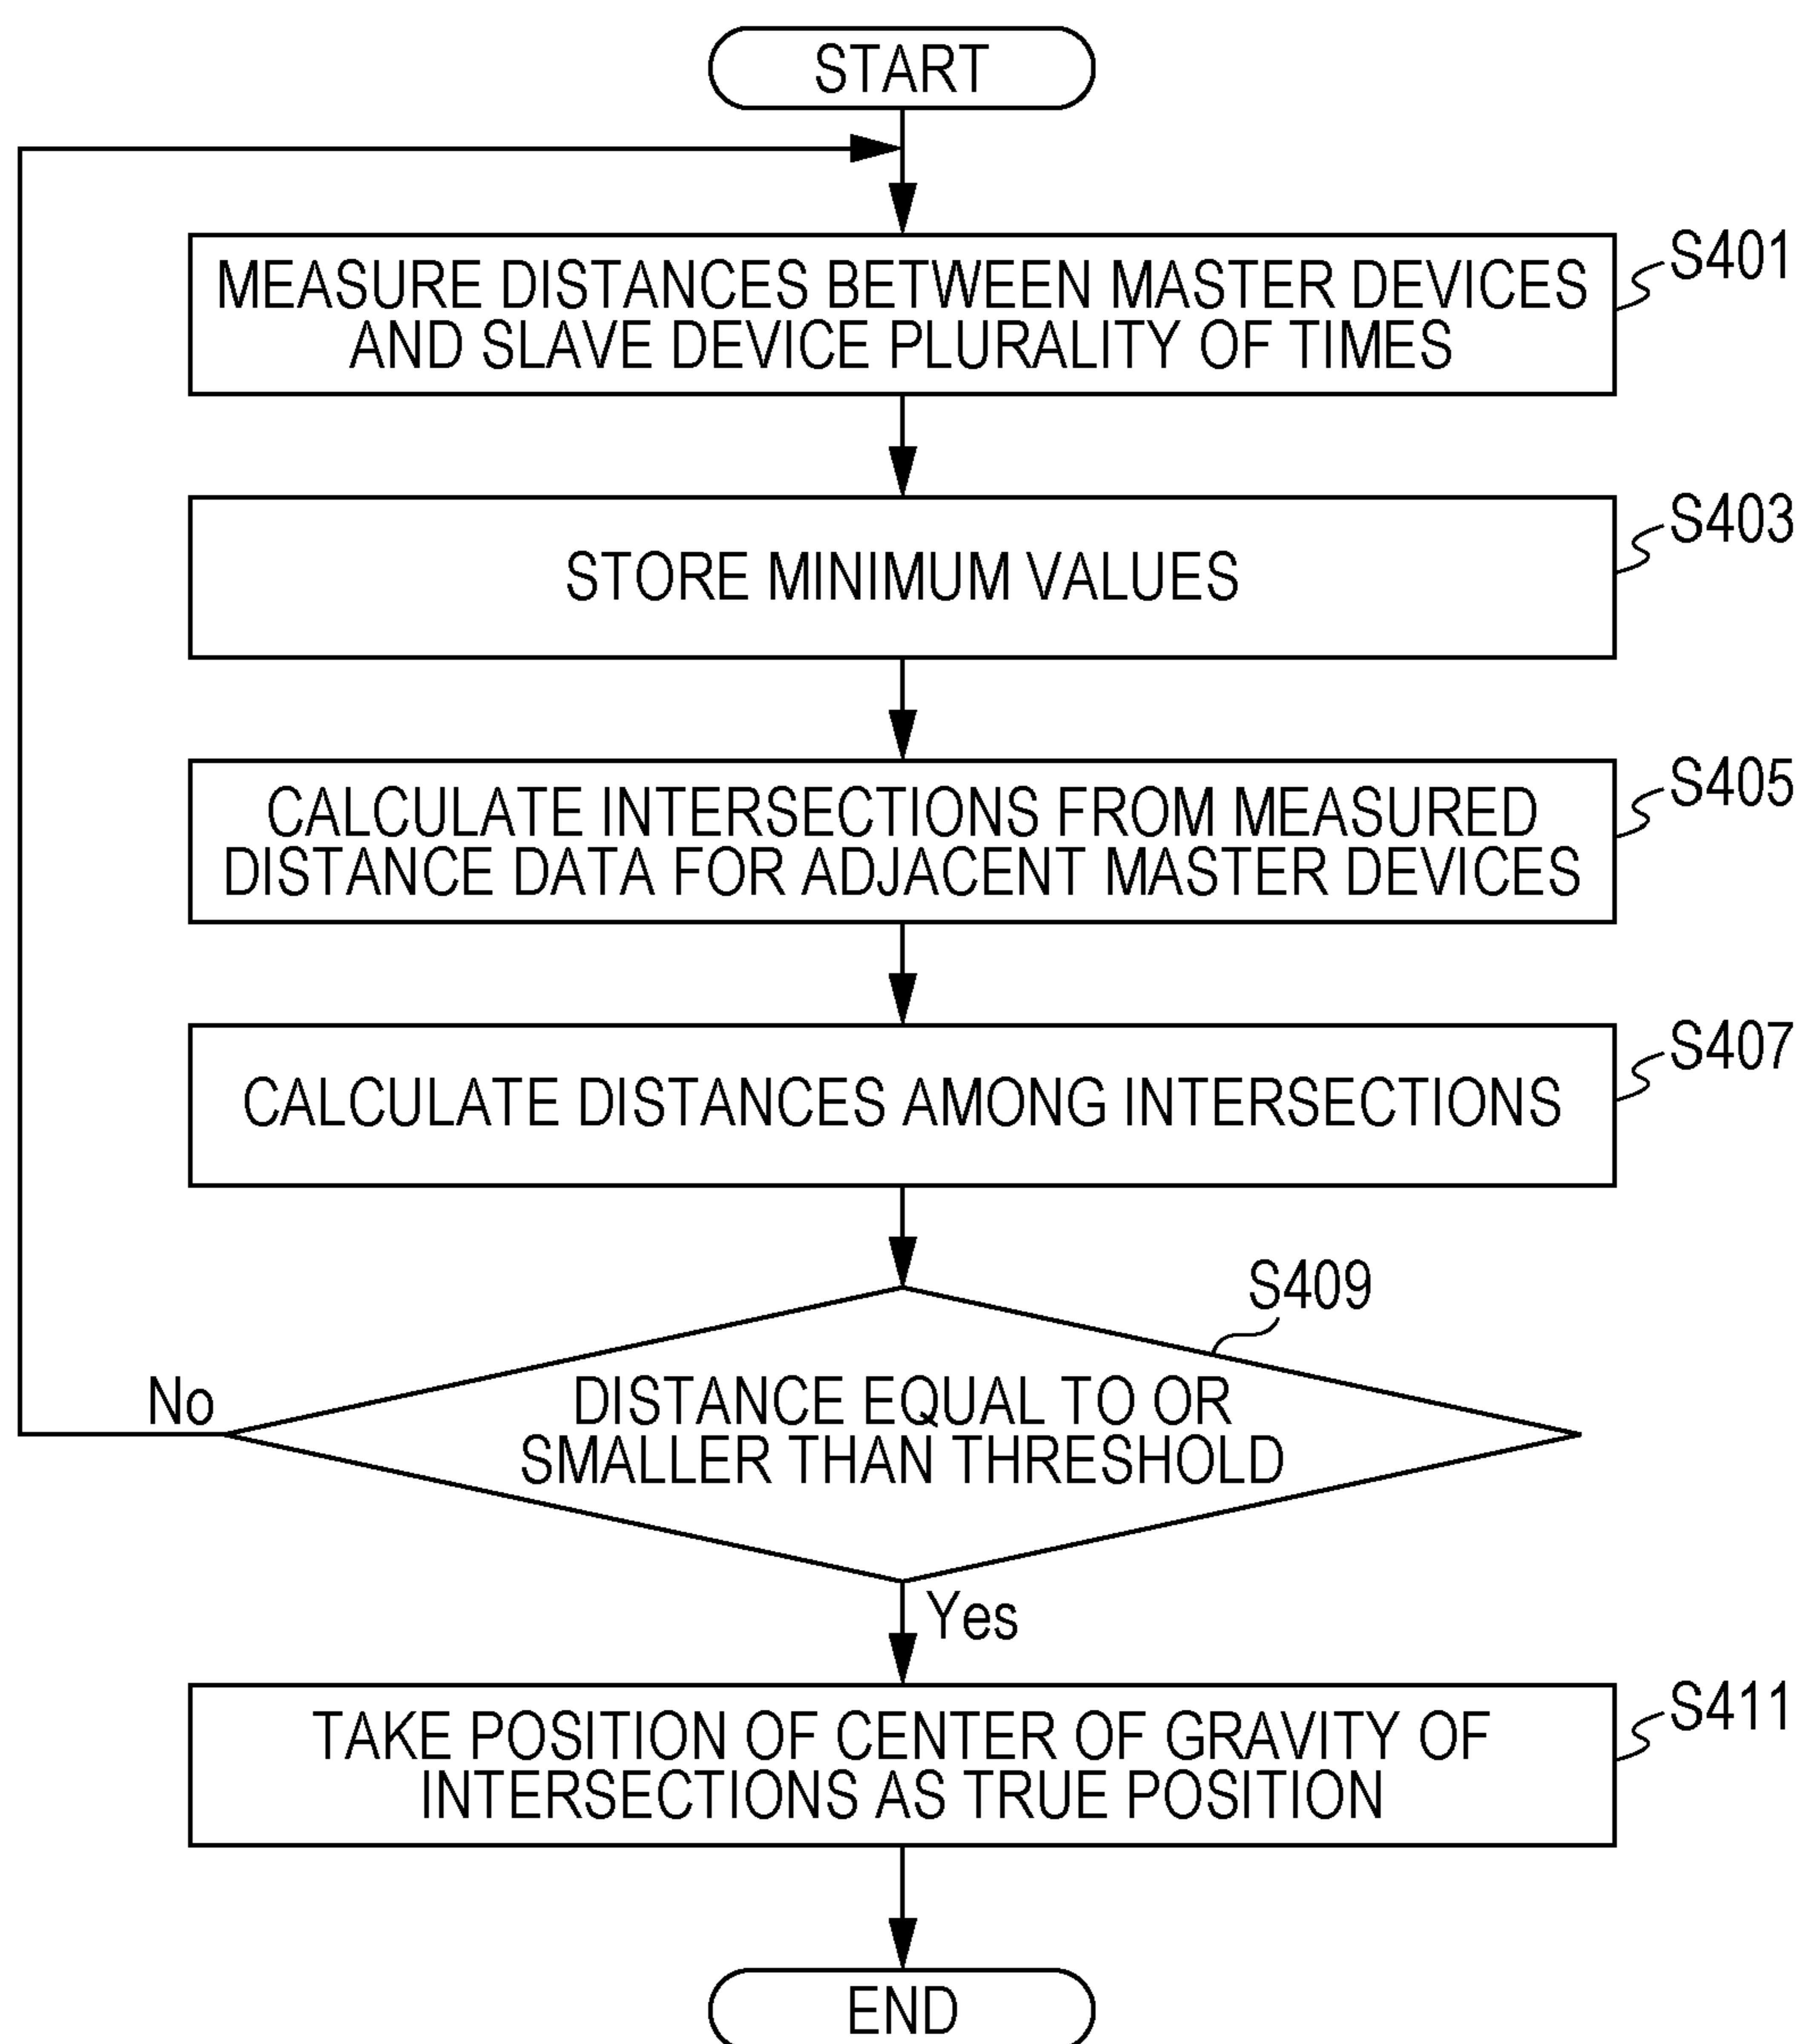 START
MEASURE DISTANCES BETWEEN MASTER DEVICES
AND SLAVE DEVICE PLURALITY OF TIMES
S401
STORE MINIMUM VALUES
S403
CALCULATE INTERSECTIONS FROM MEASURED
DISTANCE DATA FOR ADJACENT MASTER DEVICES
S405
CALCULATE DISTANCES AMONG INTERSECTIONS
S407
S409
DISTANCE EQUAL TO OR
SMALLER THAN THRESHOLD
No
Yes
TAKE POSITION OF CENTER OF GRAVITY OF
INTERSECTIONS AS TRUE POSITION
S411
END